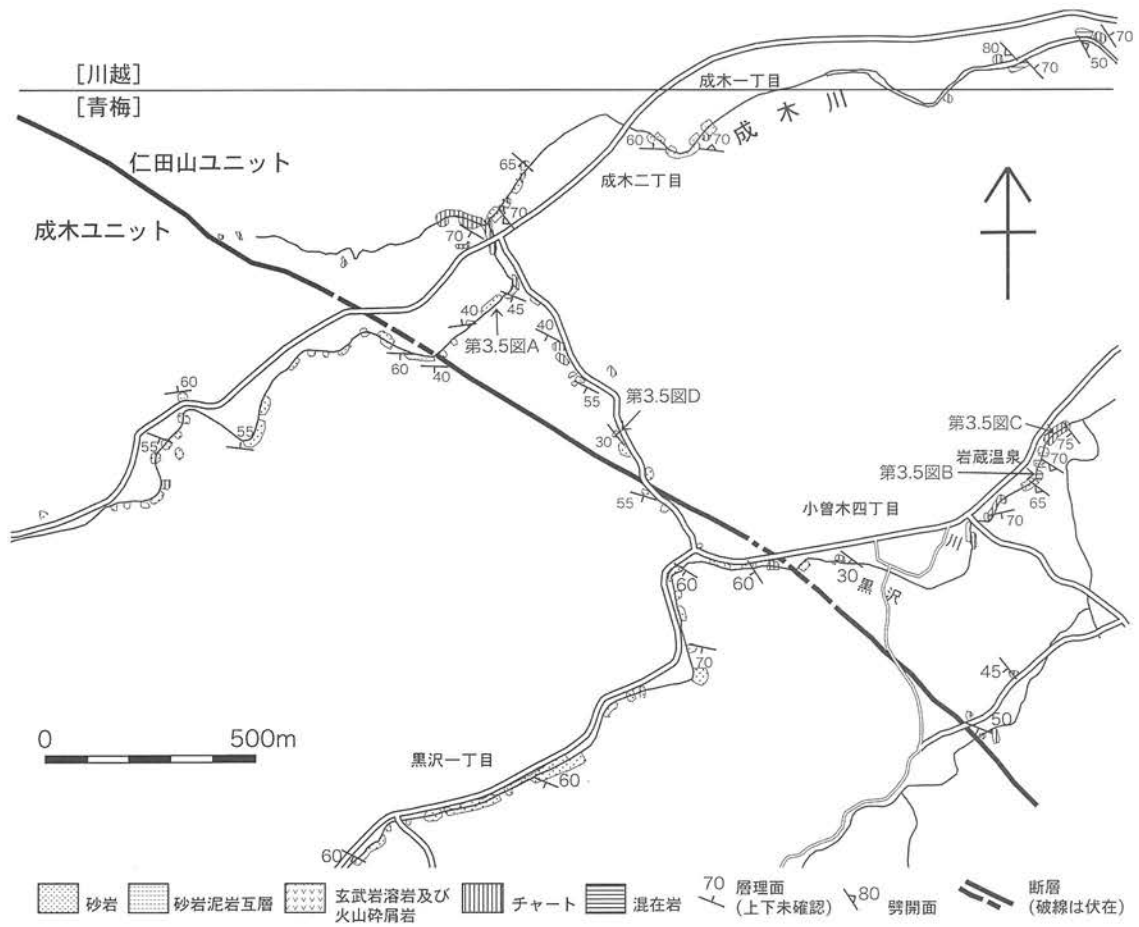 70
80
70
50
[川越]
[青梅]
成木一丁目
成木川
60
70
仁田山ユニット
65
成木二丁目
成木ユニット
70
70
40
45
第3.5図A
40
60
40
55
60
55
55
第3.5図D
30
第3.5図C
75
岩蔵温泉
70
第3.5図B
65
小曽木四丁目
70
55
60
60
30
黒沢川
70
45
50
0 500m
黒沢一丁目
60
60
砂岩
砂岩泥岩互層
玄武岩溶岩及び
火山砕屑岩
チャート
混在岩
70
層理面
(上下未確認)
80
劈開面
断層
(破線は伏在)